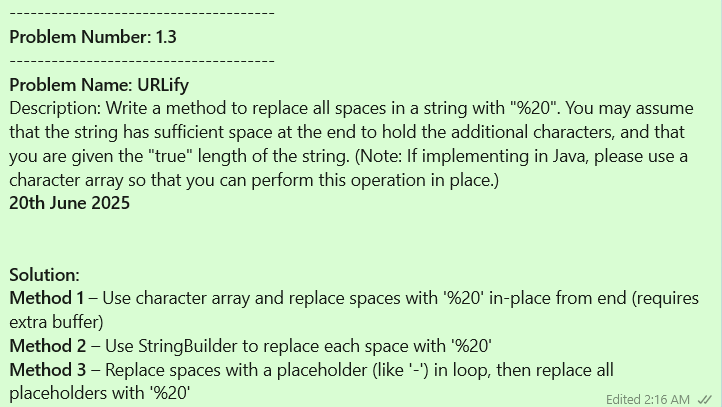 --------------------------------------
Problem Number: 1.3
--------------------------------------
Problem Name: URLify
Description: Write a method to replace all spaces in a string with "%20". You may assume
that the string has sufficient space at the end to hold the additional characters, and that
you are given the "true" length of the string. (Note: If implementing in Java, please use a
character array so that you can perform this operation in place.)
20th June 2025
Solution:
Method 1 – Use character array and replace spaces with '%20' in-place from end (requires
extra buffer)
Method 2 – Use StringBuilder to replace each space with '%20'
Method 3 – Replace spaces with a placeholder (like '-') in loop, then replace all
placeholders with '%20'
Edited 2:16 AM